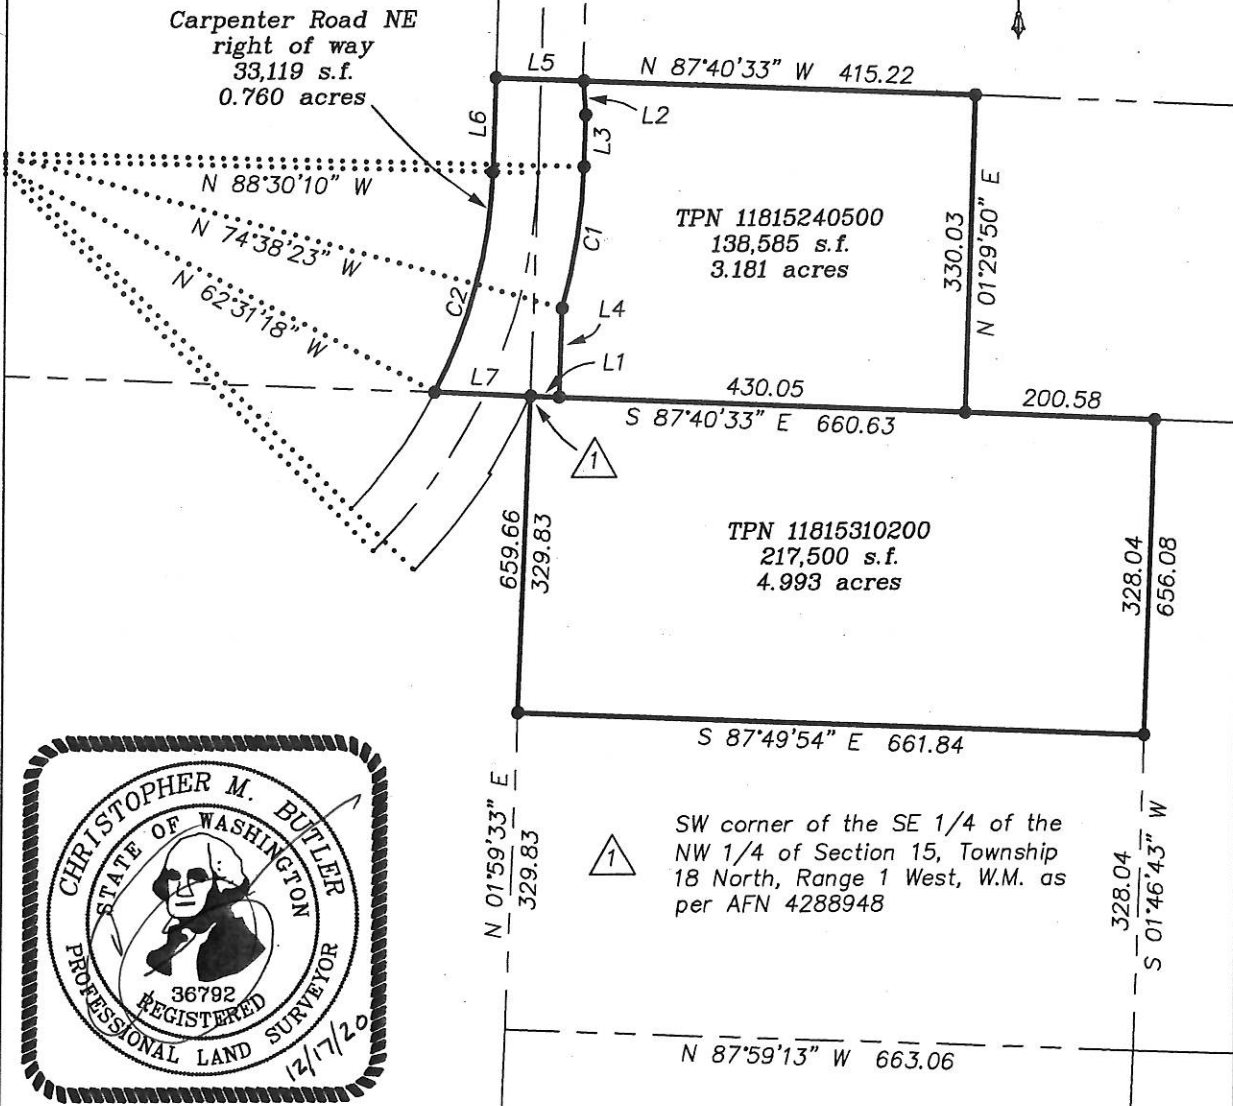 Carpenter Road NE
right of way
33,119 s.f.
0.760 acres
L5
N 87°40'33" W 415.22
L6
L2
L3
N 88°30'10" W
N 74°38'23" W
N 62°31'18" W
C1
C2
L4
L1
L7
TPN 11815240500
138,585 s.f.
3.181 acres
330.03
N 01°29'50" E
430.05
200.58
S 87°40'33" E 660.63
1
659.66
329.83
TPN 11815310200
217,500 s.f.
4.993 acres
328.04
656.08
S 87°49'54" E 661.84
N 01°59'33" E
329.83
1
SW corner of the SE 1/4 of the
NW 1/4 of Section 15, Township
18 North, Range 1 West, W.M. as
per AFN 4288948
328.04
S 01°46'43" W
N 87°59'13" W 663.06
CHRISTOPHER M. BUTLER
STATE OF WASHINGTON
36792
REGISTERED
PROFESSIONAL LAND SURVEYOR
12/17/20